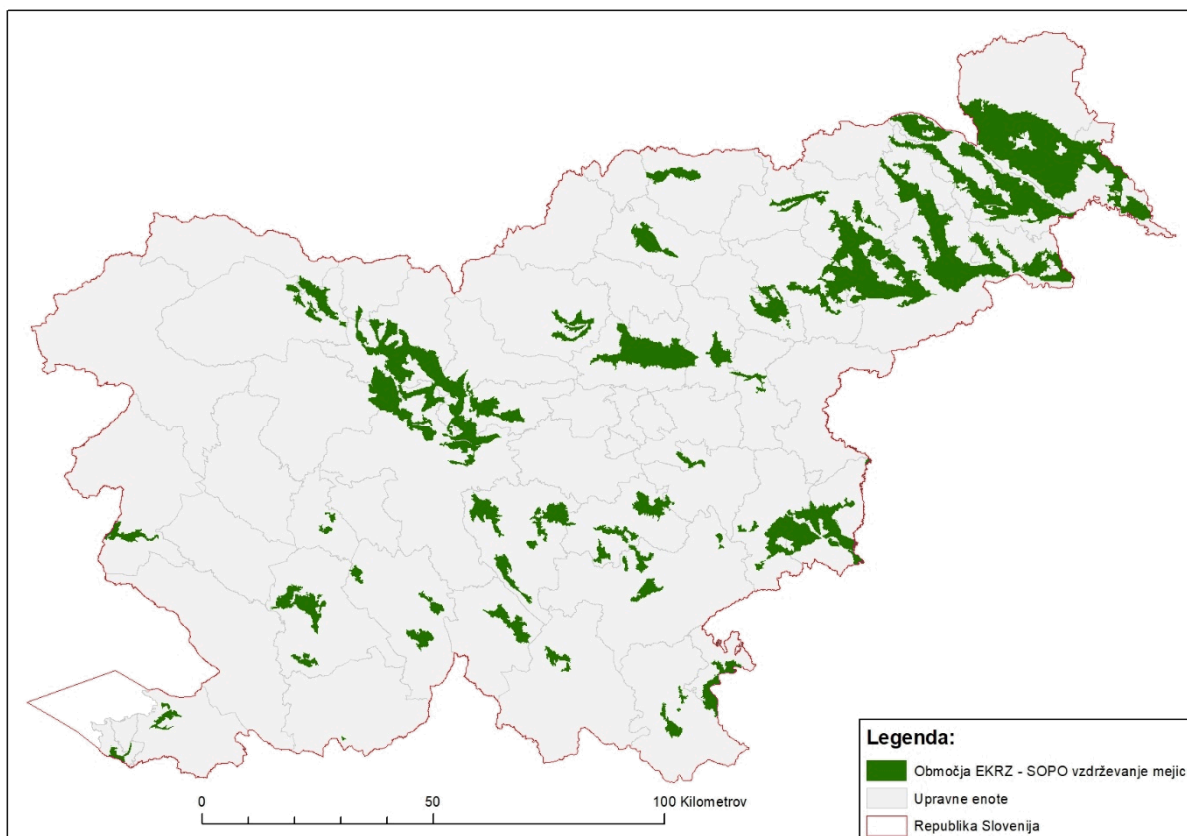 Legenda:
Območja EKRZ - SOPO vzdrževanje mejic
Upravne enote
Republika Slovenija
0 50 100 Kilometrov